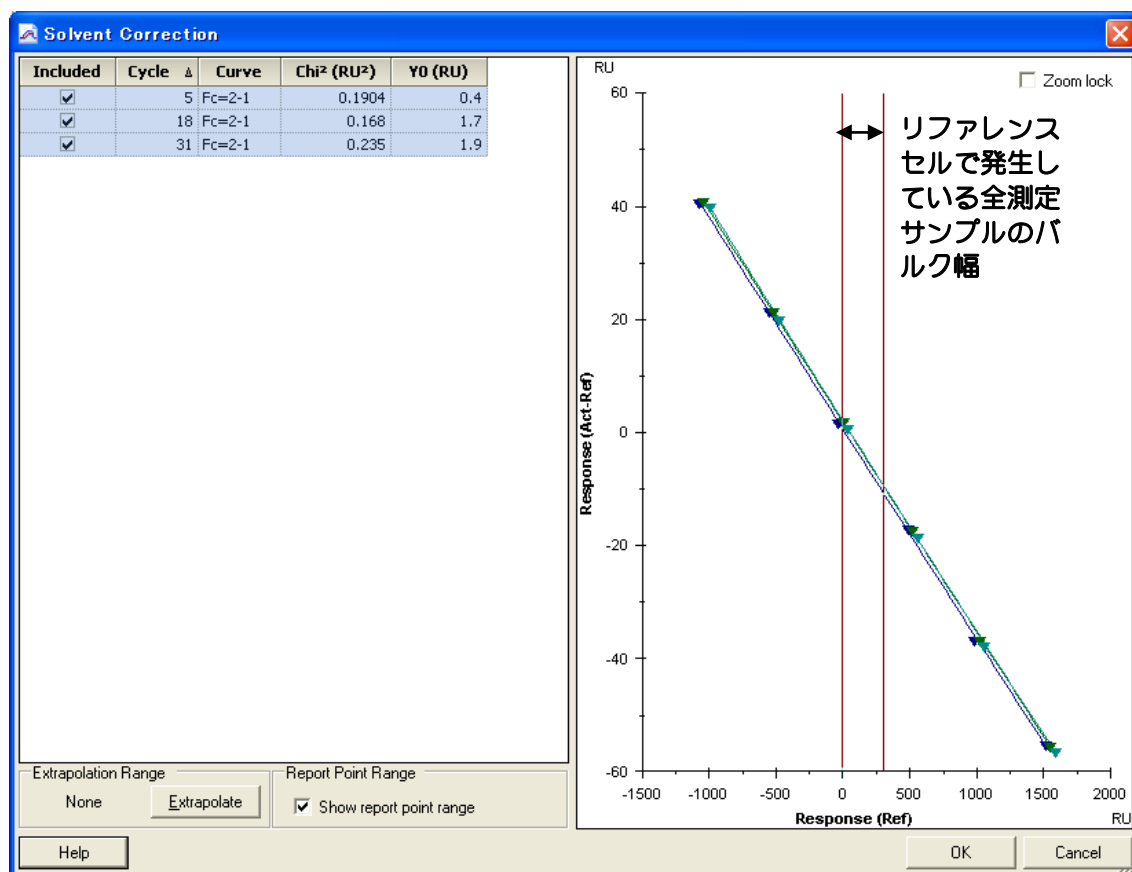 Solvent Correction
Included Cycle Curve Chi² (RU²) Y0 (RU)
5 Fc=2-1 0.1904 0.4
18 Fc=2-1 0.168 1.7
31 Fc=2-1 0.235 1.9
RU
Zoom lock
リファレンス
セルで発生し
ている全測定
サンプルのバ
ルク幅
60
40
20
0
-20
-40
-60
Response (Act-Ref)
-1500 -1000 -500 0 500 1000 1500 2000
Response (Ref) RU
Extrapolation Range
None Extrapolate
Report Point Range
Show report point range
Help OK Cancel